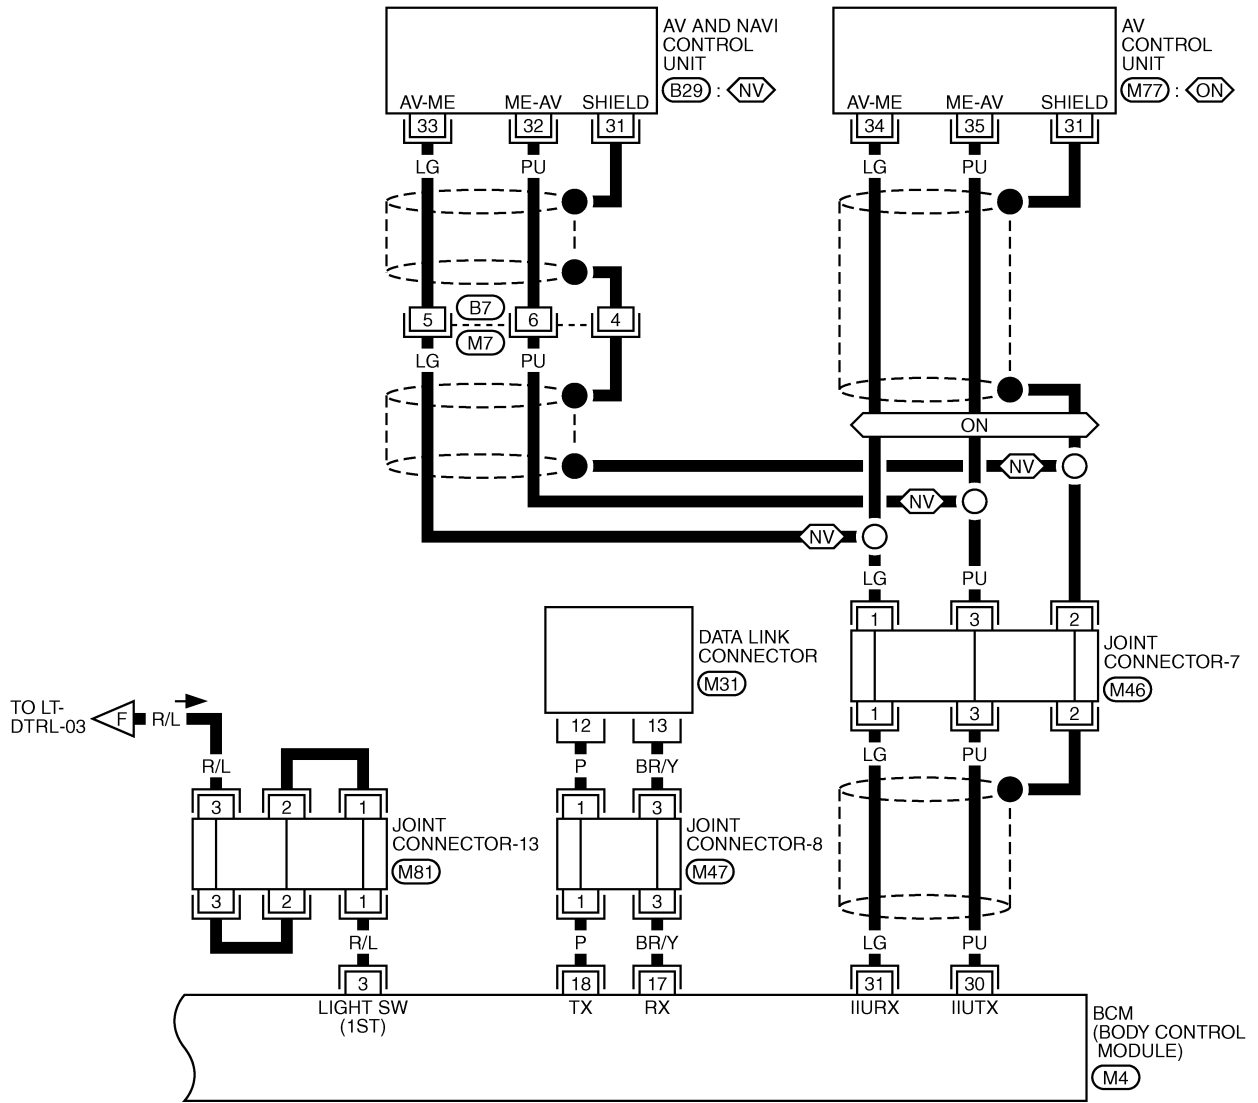 AV AND NAVI
CONTROL
UNIT
B29 : NV
AV
CONTROL
UNIT
M77 : ON
AV-ME ME-AV SHIELD
AV-ME ME-AV SHIELD
33 32 31
34 35 31
LG PU
LG PU
B7
5 6 4
M7
LG PU
ON
NV
NV
NV
LG PU
1 3 2
JOINT
CONNECTOR-7
M46
1 3 2
LG PU
DATA LINK
CONNECTOR
M31
12 13
P BR/Y
1 3
JOINT
CONNECTOR-8
M47
1 3
P BR/Y
TO LT-
DTRL-03
F R/L
R/L
3 2 1
JOINT
CONNECTOR-13
M81
3 2 1
R/L
LG PU
3 18 17 31 30
LIGHT SW
(1ST)
TX RX IIURX IIUTX
BCM
(BODY CONTROL
MODULE)
M4